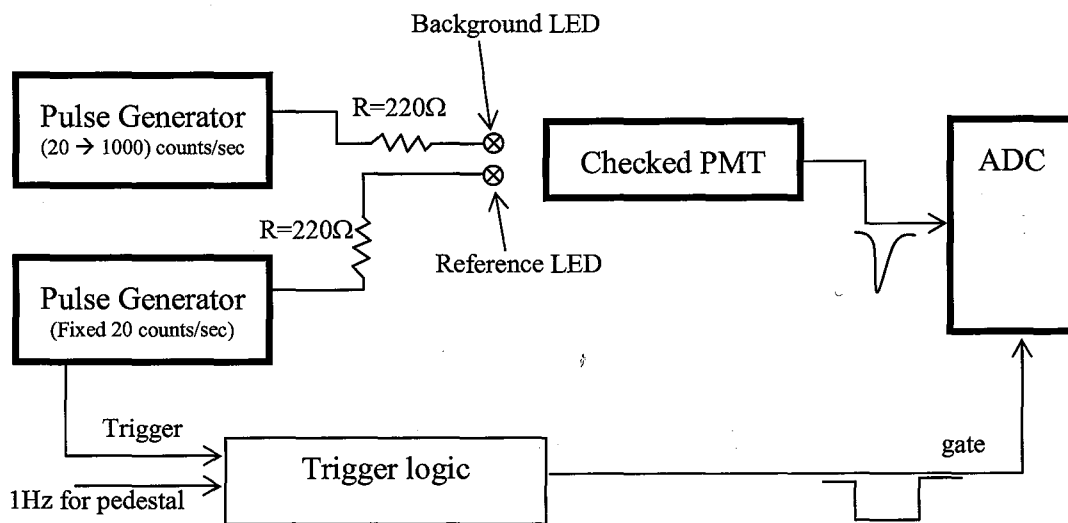 Background LED
Pulse Generator
(20 → 1000) counts/sec
R=220Ω
Checked PMT
ADC
R=220Ω
Reference LED
Pulse Generator
(Fixed 20 counts/sec)
Trigger
Trigger logic
gate
1Hz for pedestal